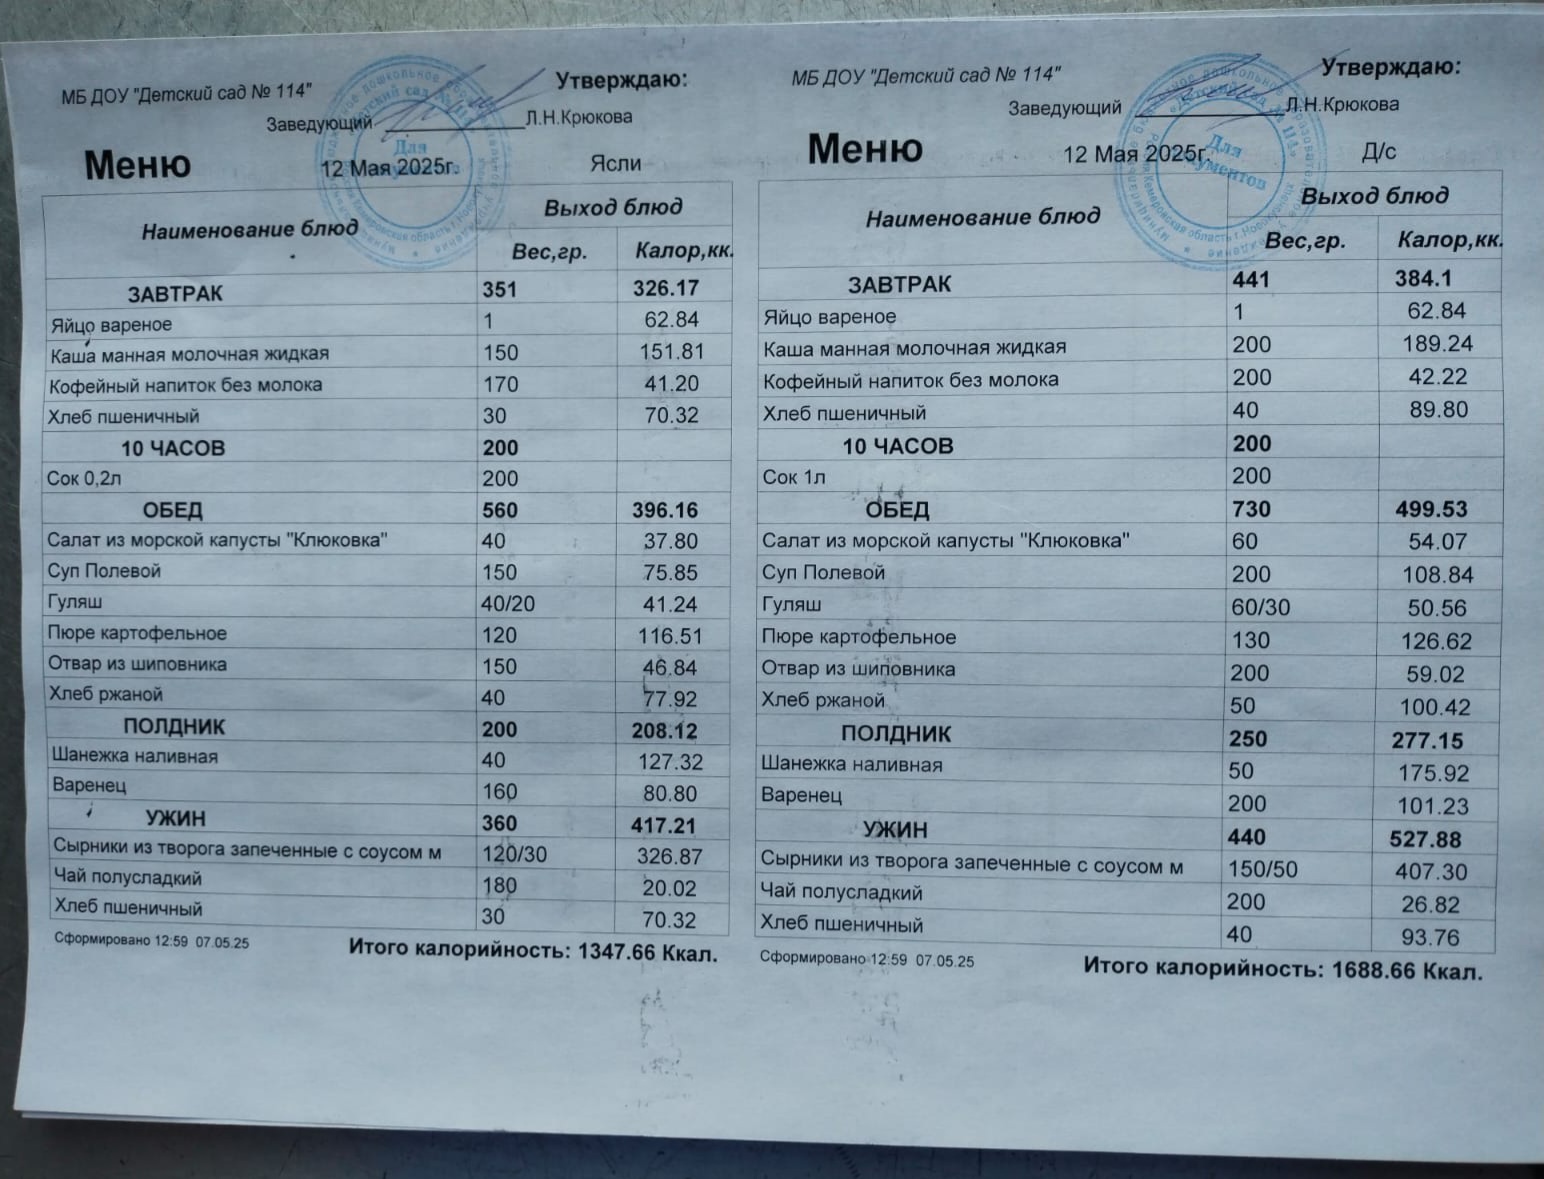 МБ ДОУ "Детский сад № 114"
Утверждаю:
Заведующий Л.Н.Крюкова
Меню 12 Мая 2025г. Ясли
Наименование блюд Выход блюд
Вес,гр. Калор,кк.
ЗАВТРАК 351 326.17
Яйцо вареное 1 62.84
Каша манная молочная жидкая 150 151.81
Кофейный напиток без молока 170 41.20
Хлеб пшеничный 30 70.32
10 ЧАСОВ 200
Сок 0,2л 200
ОБЕД 560 396.16
Салат из морской капусты "Клюковка" 40 37.80
Суп Полевой 150 75.85
Гуляш 40/20 41.24
Пюре картофельное 120 116.51
Отвар из шиповника 150 46.84
Хлеб ржаной 40 77.92
ПОЛДНИК 200 208.12
Шанежка наливная 40 127.32
Варенец 160 80.80
УЖИН 360 417.21
Сырники из творога запеченные с соусом м 120/30 326.87
Чай полусладкий 180 20.02
Хлеб пшеничный 30 70.32
Сформировано 12:59 07.05.25 Итого калорийность: 1347.66 Ккал.
МБ ДОУ "Детский сад № 114"
Утверждаю:
Заведующий Л.Н.Крюкова
Меню 12 Мая 2025г. Д/с
Наименование блюд Выход блюд
Вес,гр. Калор,кк.
ЗАВТРАК 441 384.1
Яйцо вареное 1 62.84
Каша манная молочная жидкая 200 189.24
Кофейный напиток без молока 200 42.22
Хлеб пшеничный 40 89.80
10 ЧАСОВ 200
Сок 1л 200
ОБЕД 730 499.53
Салат из морской капусты "Клюковка" 60 54.07
Суп Полевой 200 108.84
Гуляш 60/30 50.56
Пюре картофельное 130 126.62
Отвар из шиповника 200 59.02
Хлеб ржаной 50 100.42
ПОЛДНИК 250 277.15
Шанежка наливная 50 175.92
Варенец 200 101.23
УЖИН 440 527.88
Сырники из творога запеченные с соусом м 150/50 407.30
Чай полусладкий 200 26.82
Хлеб пшеничный 40 93.76
Сформировано 12:59 07.05.25 Итого калорийность: 1688.66 Ккал.